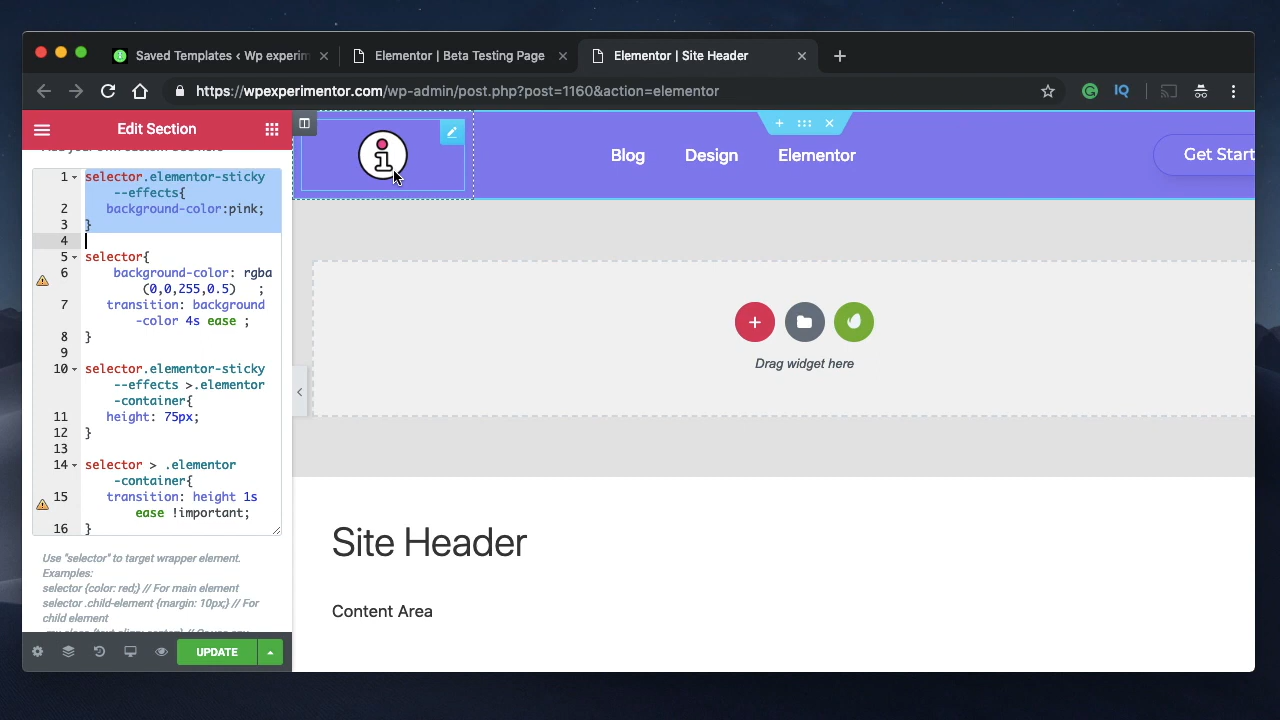 Saved Templates < Wp experim
Elementor | Beta Testing Page
Elementor | Site Header
https://wpexperimentor.com/wp-admin/post.php?post=1160&action=elementor
IQ
Edit Section
1 selector.elementor-sticky
--effects{
2 background-color:pink;
3 }
4
5 selector{
6 background-color: rgba
(0,0,255,0.5) ;
7 transition: background
-color 4s ease ;
8 }
9
10 selector.elementor-sticky
--effects >.elementor
-container{
11 height: 75px;
12 }
13
14 selector > .elementor
-container{
15 transition: height 1s
ease !important;
16 }
Use "selector" to target wrapper element.
Examples:
selector {color: red;} // For main element
selector .child-element {margin: 10px;} // For
child element
UPDATE
Blog
Design
Elementor
Get Start
Drag widget here
Site Header
Content Area